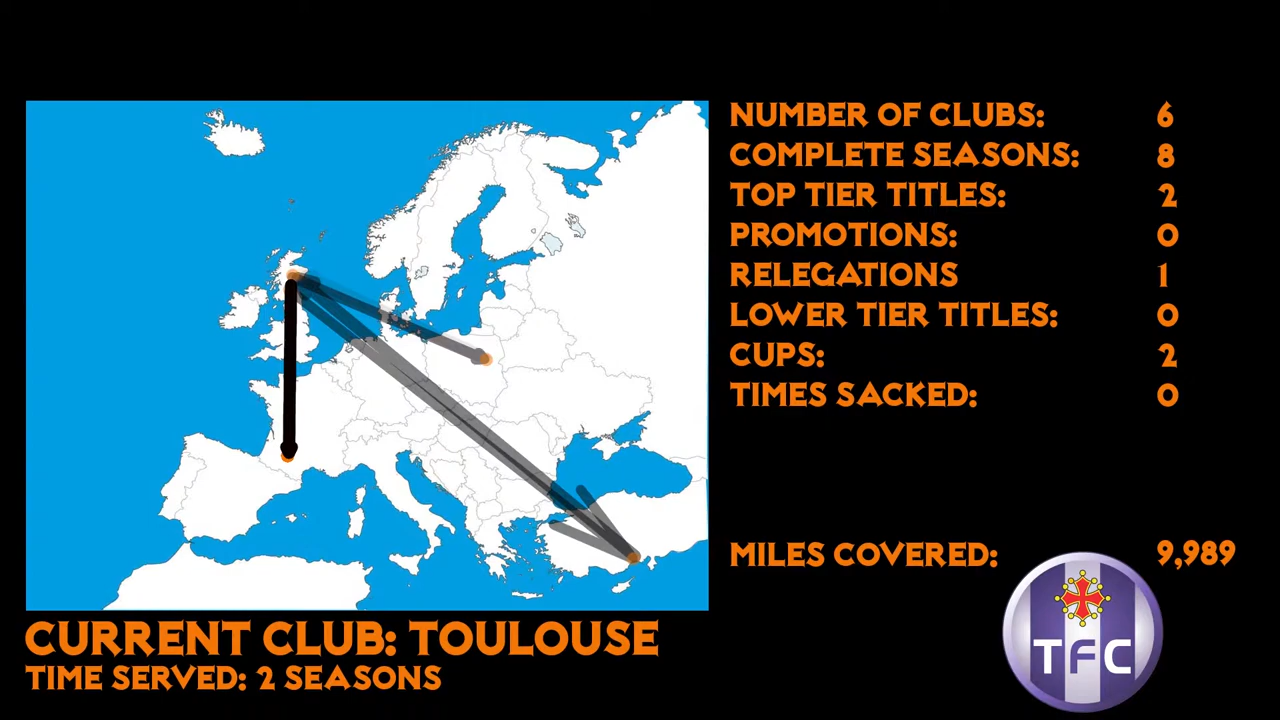 NUMBER OF CLUBS: 6
COMPLETE SEASONS: 8
TOP TIER TITLES: 2
PROMOTIONS: 0
RELEGATIONS 1
LOWER TIER TITLES: 0
CUPS: 2
TIMES SACKED: 0
MILES COVERED: 9,989
TFC
CURRENT CLUB: TOULOUSE
TIME SERVED: 2 SEASONS